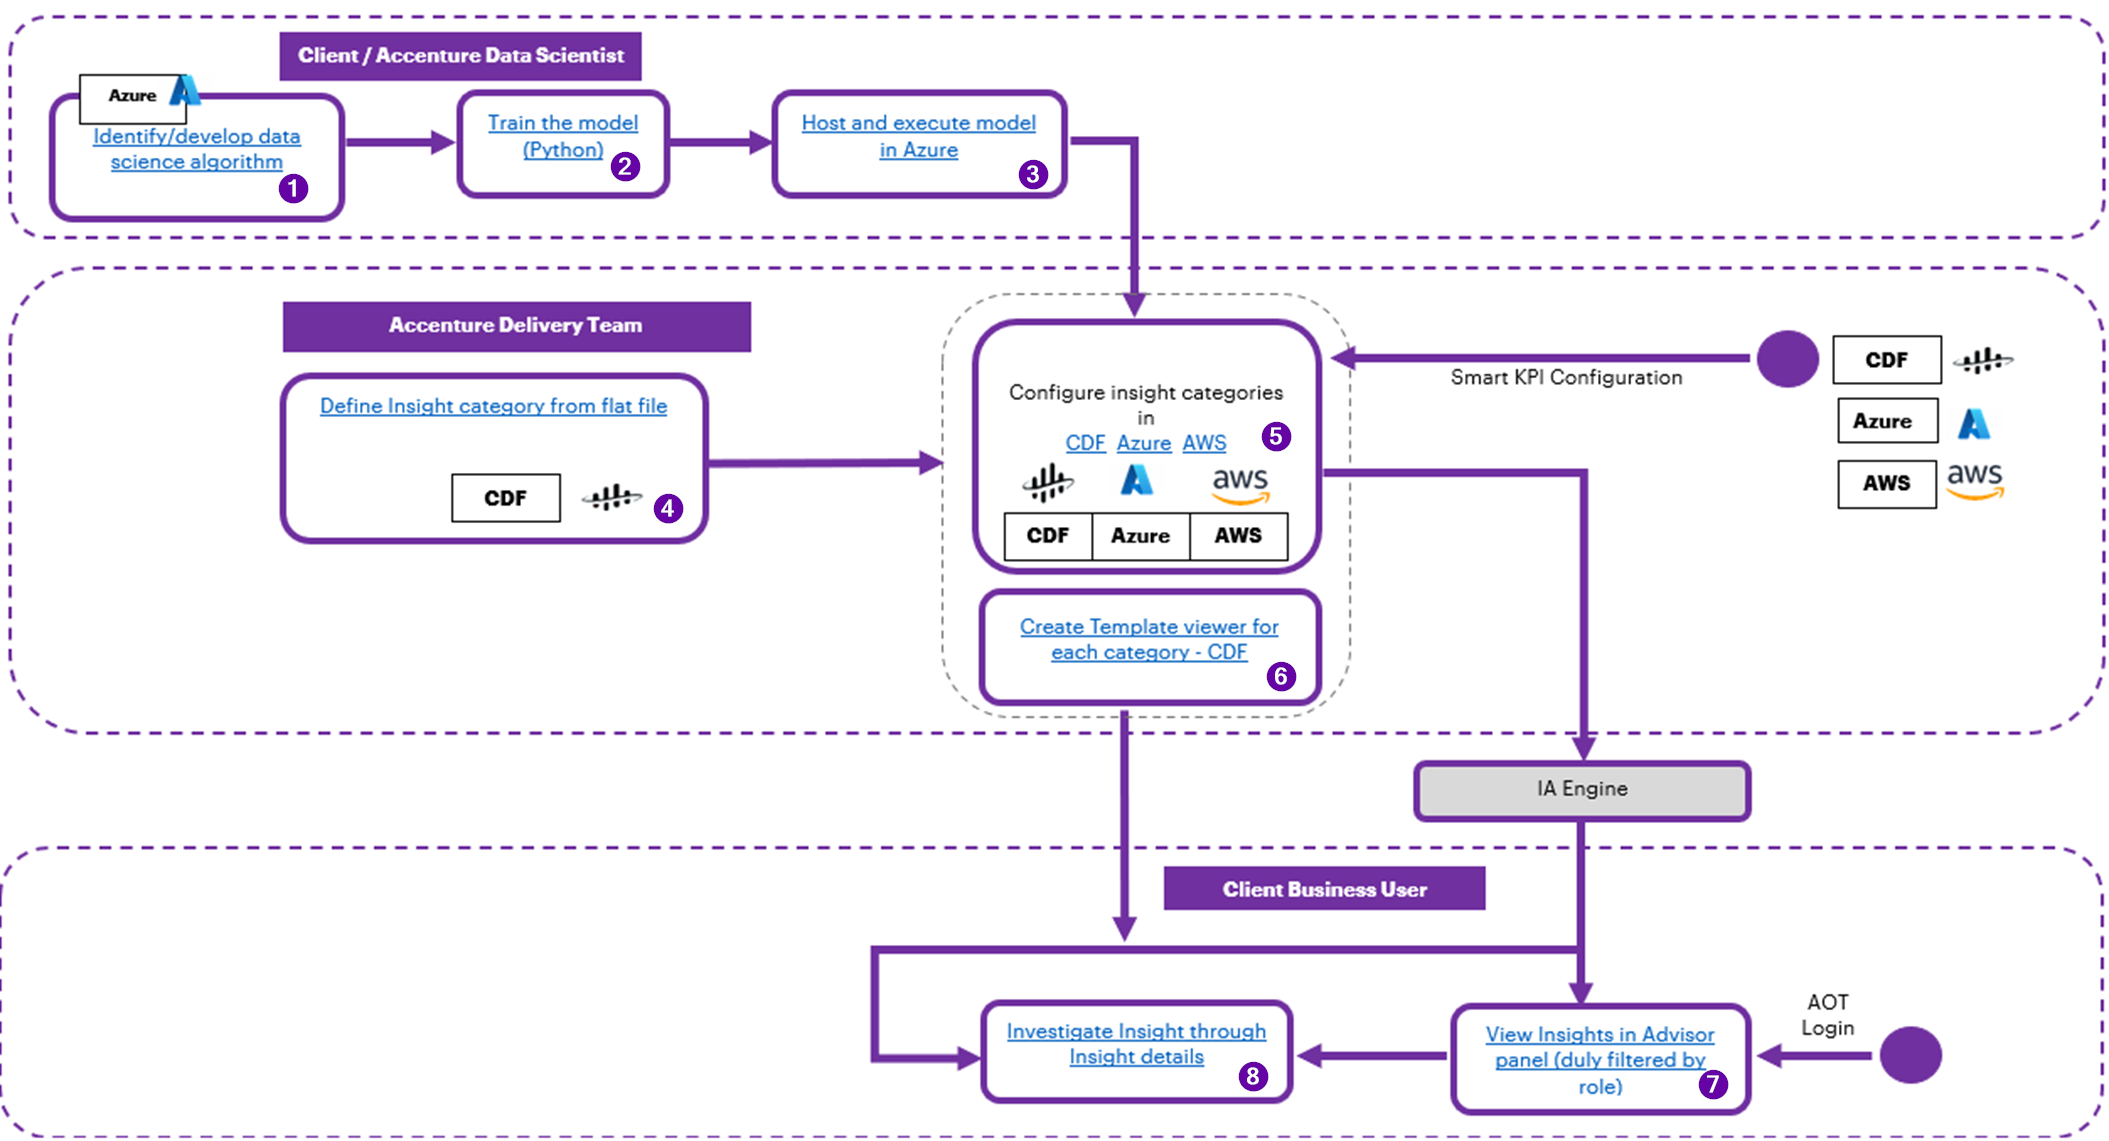 Client / Accenture Data Scientist
Azure
Identify/develop data
science algorithm
1
Train the model
(Python)
2
Host and execute model
in Azure
3
Accenture Delivery Team
Define Insight category from flat file
CDF
4
Configure insight categories
in
CDF Azure AWS
5
aws
CDF Azure AWS
Create Template viewer for
each category - CDF
6
Smart KPI Configuration
CDF
Azure
AWS
aws
IA Engine
Client Business User
Investigate Insight through
Insight details
8
View Insights in Advisor
panel (duly filtered by
role)
7
AOT
Login